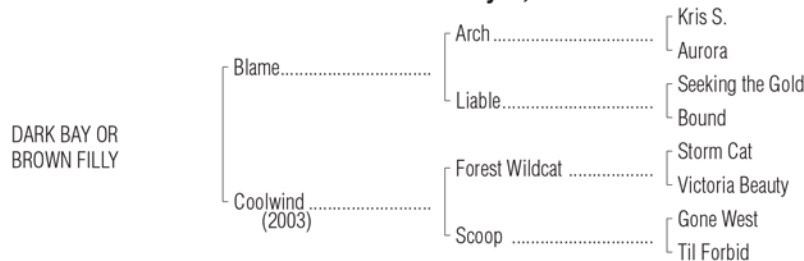 Kris S.
Arch ..............................
Aurora
Blame................................
Seeking the Gold
Liable................................
Bound
DARK BAY OR
BROWN FILLY
Storm Cat
Forest Wildcat ..................
Victoria Beauty
Coolwind ..........................
(2003)
Gone West
Scoop ..............................
Til Forbid